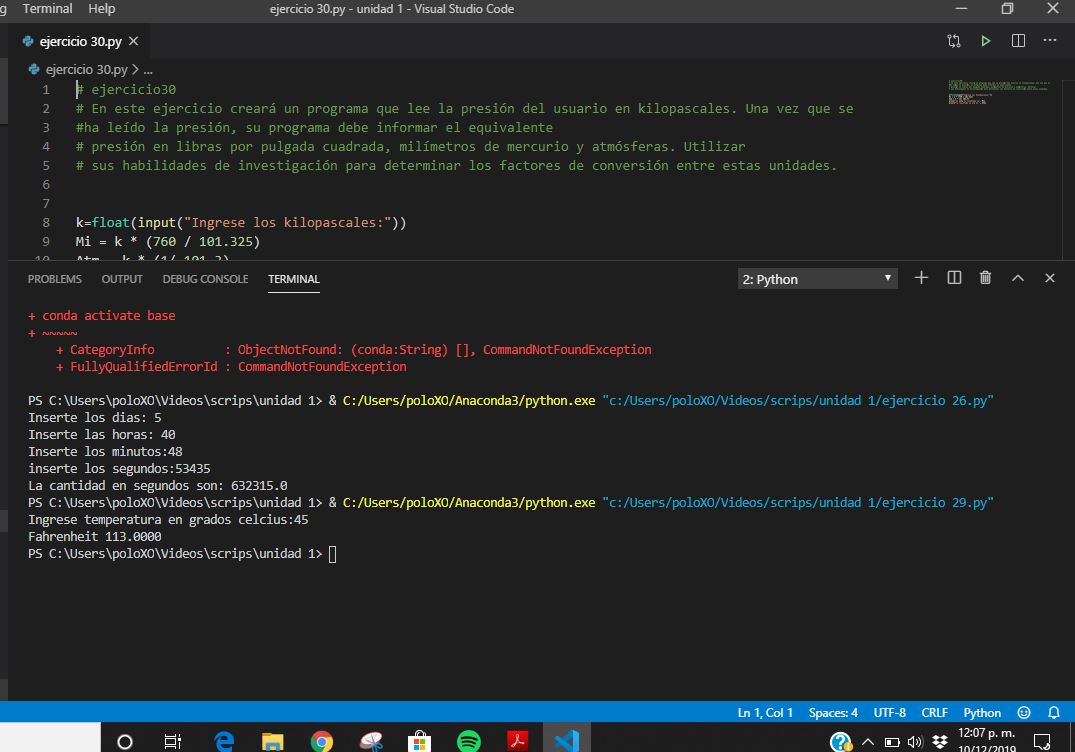 g Terminal Help ejercicio 30.py - unidad 1 - Visual Studio Code
ejercicio 30.py
ejercicio 30.py > ...
1 # ejercicio30
2 # En este ejercicio creará un programa que lee la presión del usuario en kilopascales. Una vez que se
3 #ha leído la presión, su programa debe informar el equivalente
4 # presión en libras por pulgada cuadrada, milímetros de mercurio y atmósferas. Utilizar
5 # sus habilidades de investigación para determinar los factores de conversión entre estas unidades.
6
7
8 k=float(input("Ingrese los kilopascales:"))
9 Mi = k * (760 / 101.325)
10 Atm = k * (1/ 101.3)
PROBLEMS OUTPUT DEBUG CONSOLE TERMINAL 2: Python
+ conda activate base
+ ~~~~~
+ CategoryInfo : ObjectNotFound: (conda:String) [], CommandNotFoundException
+ FullyQualifiedErrorId : CommandNotFoundException
PS C:\Users\poloXO\Videos\scrips\unidad 1> & C:/Users/poloXO/Anaconda3/python.exe "c:/Users/poloXO/Videos/scrips/unidad 1/ejercicio 26.py"
Inserte los dias: 5
Inserte las horas: 40
Inserte los minutos:48
inserte los segundos:53435
La cantidad en segundos son: 632315.0
PS C:\Users\poloXO\Videos\scrips\unidad 1> & C:/Users/poloXO/Anaconda3/python.exe "c:/Users/poloXO/Videos/scrips/unidad 1/ejercicio 29.py"
Ingrese temperatura en grados celcius:45
Fahrenheit 113.0000
PS C:\Users\poloXO\Videos\scrips\unidad 1>
Ln 1, Col 1 Spaces: 4 UTF-8 CRLF Python
12:07 p. m.
10/12/2019